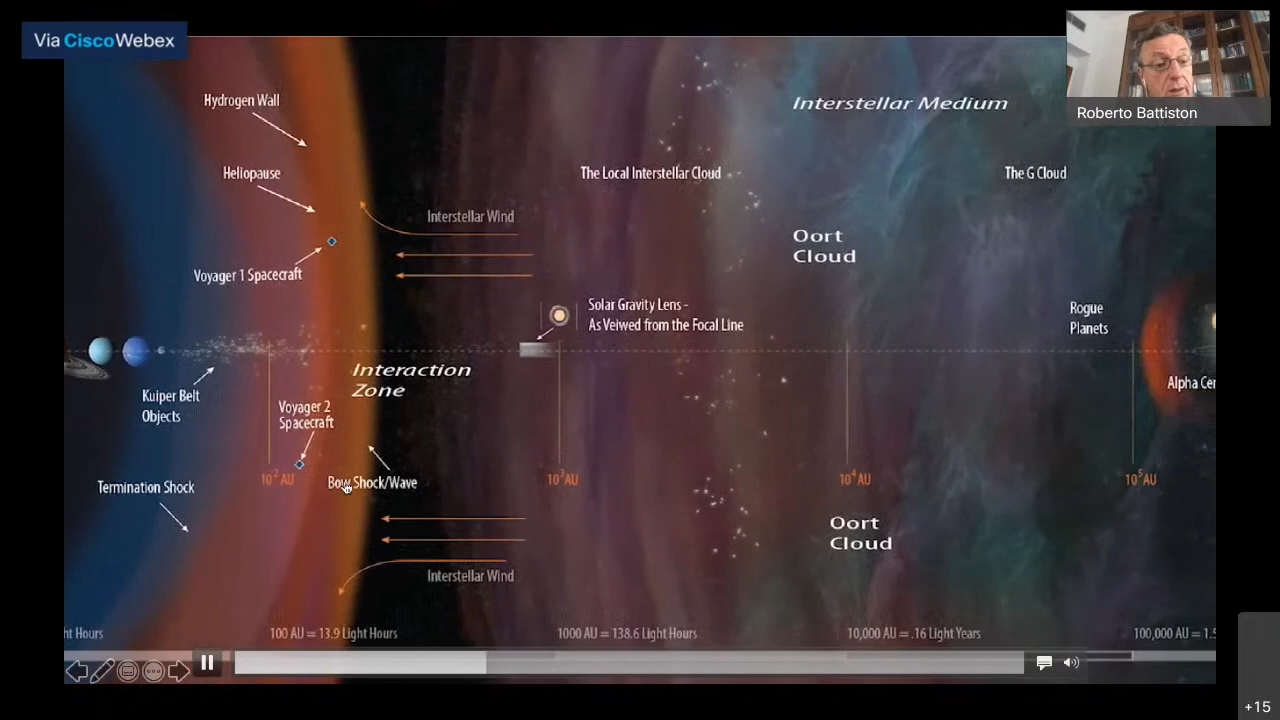 Via Cisco Webex
Roberto Battiston
Hydrogen Wall
Interstellar Medium
Heliopause
The Local Interstellar Cloud
The G Cloud
Interstellar Wind
Oort
Cloud
Voyager 1 Spacecraft
Solar Gravity Lens -
As Veiwed from the Focal Line
Rogue
Planets
Interaction
Zone
Kuiper Belt
Objects
Alpha Cen
Voyager 2
Spacecraft
10² AU
10³ AU
10⁴ AU
10⁵ AU
Termination Shock
Bow Shock/Wave
Oort
Cloud
Interstellar Wind
ht Hours
100 AU = 13.9 Light Hours
1000 AU = 138.6 Light Hours
10,000 AU = .16 Light Years
100,000 AU = 1.5
+15